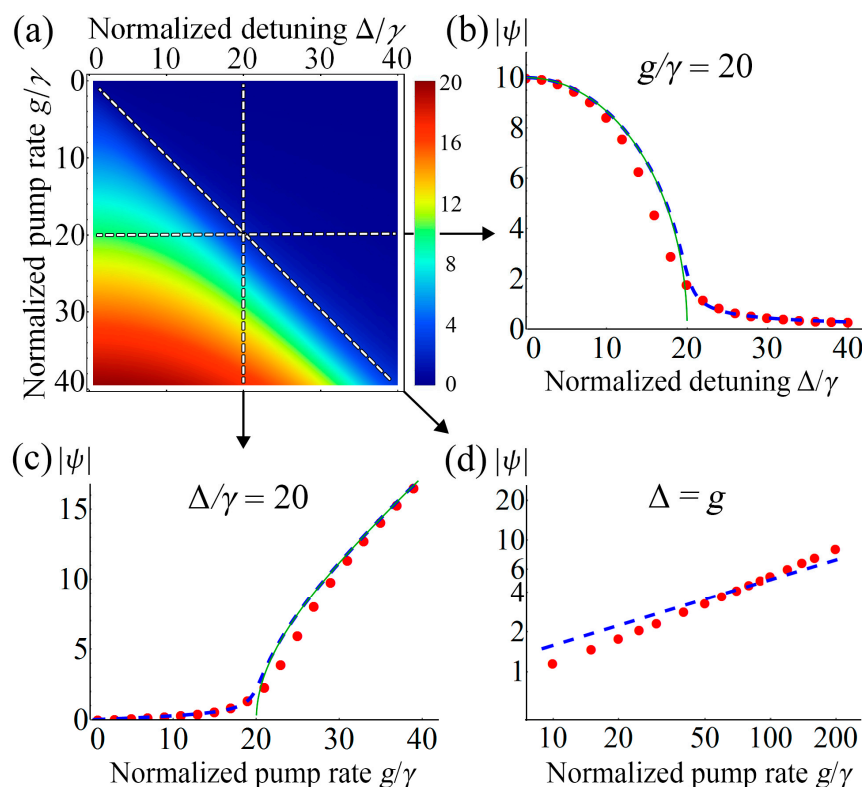 (a) Normalized detuning Δ/γ
0 10 20 30 40
Normalized pump rate g/γ
0
10
20
30
40
20
16
12
8
4
0
(b) |ψ|
g/γ = 20
10
8
6
4
2
0
0 10 20 30 40
Normalized detuning Δ/γ
(c) |ψ|
Δ/γ = 20
15
10
5
0
0 10 20 30 40
Normalized pump rate g/γ
(d) |ψ|
Δ = g
20
10
6
4
2
1
10 20 50 100 200
Normalized pump rate g/γ